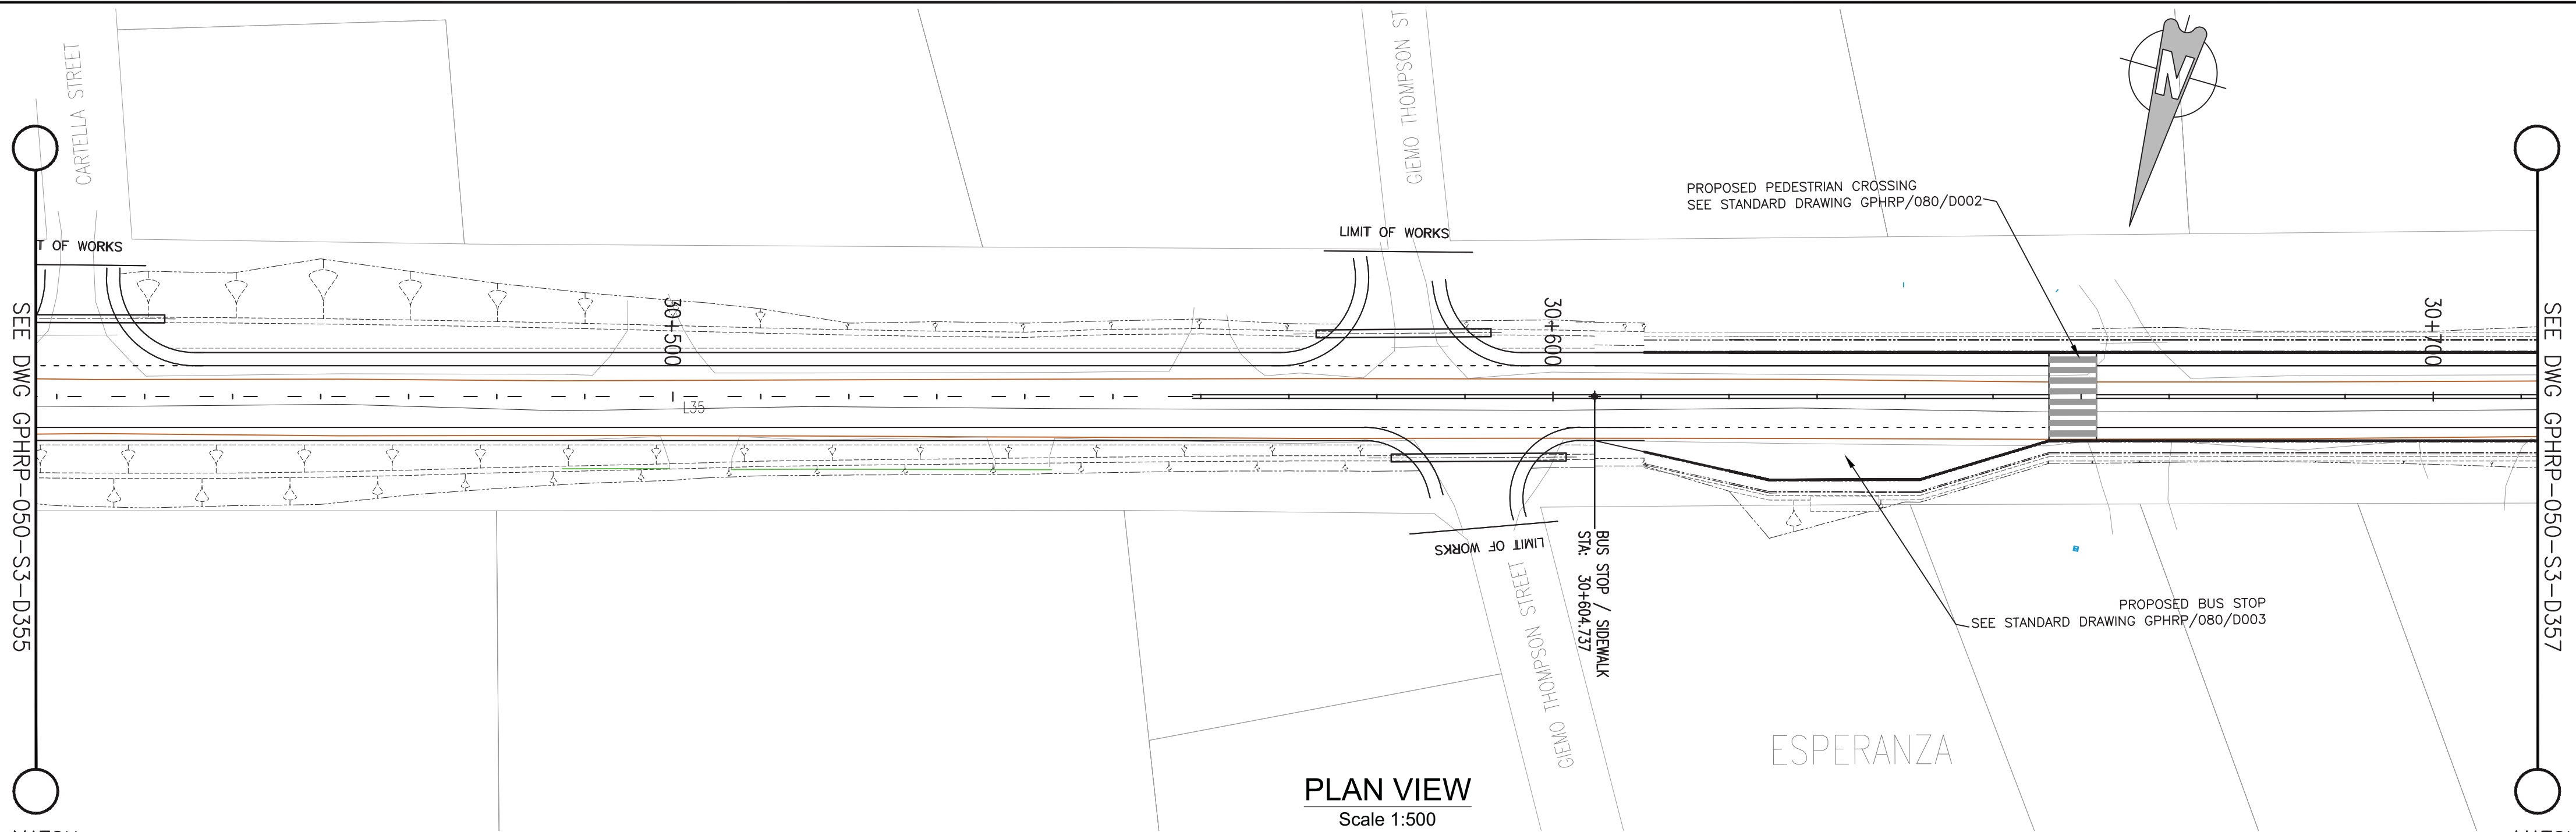 CARTELLA STREET
GIEMO THOMPSON ST
N
PROPOSED PEDESTRIAN CROSSING
SEE STANDARD DRAWING GPHRP/080/D002
T OF WORKS
LIMIT OF WORKS
SEE DWG GPHRP-050-S3-D355
30+500
30+600
30+700
SEE DWG GPHRP-050-S3-D357
L35
LIMIT OF WORKS
BUS STOP / SIDEWALK
STA: 30+604.737
GIEMO THOMPSON STREET
PROPOSED BUS STOP
SEE STANDARD DRAWING GPHRP/080/D003
ESPERANZA
PLAN VIEW
Scale 1:500